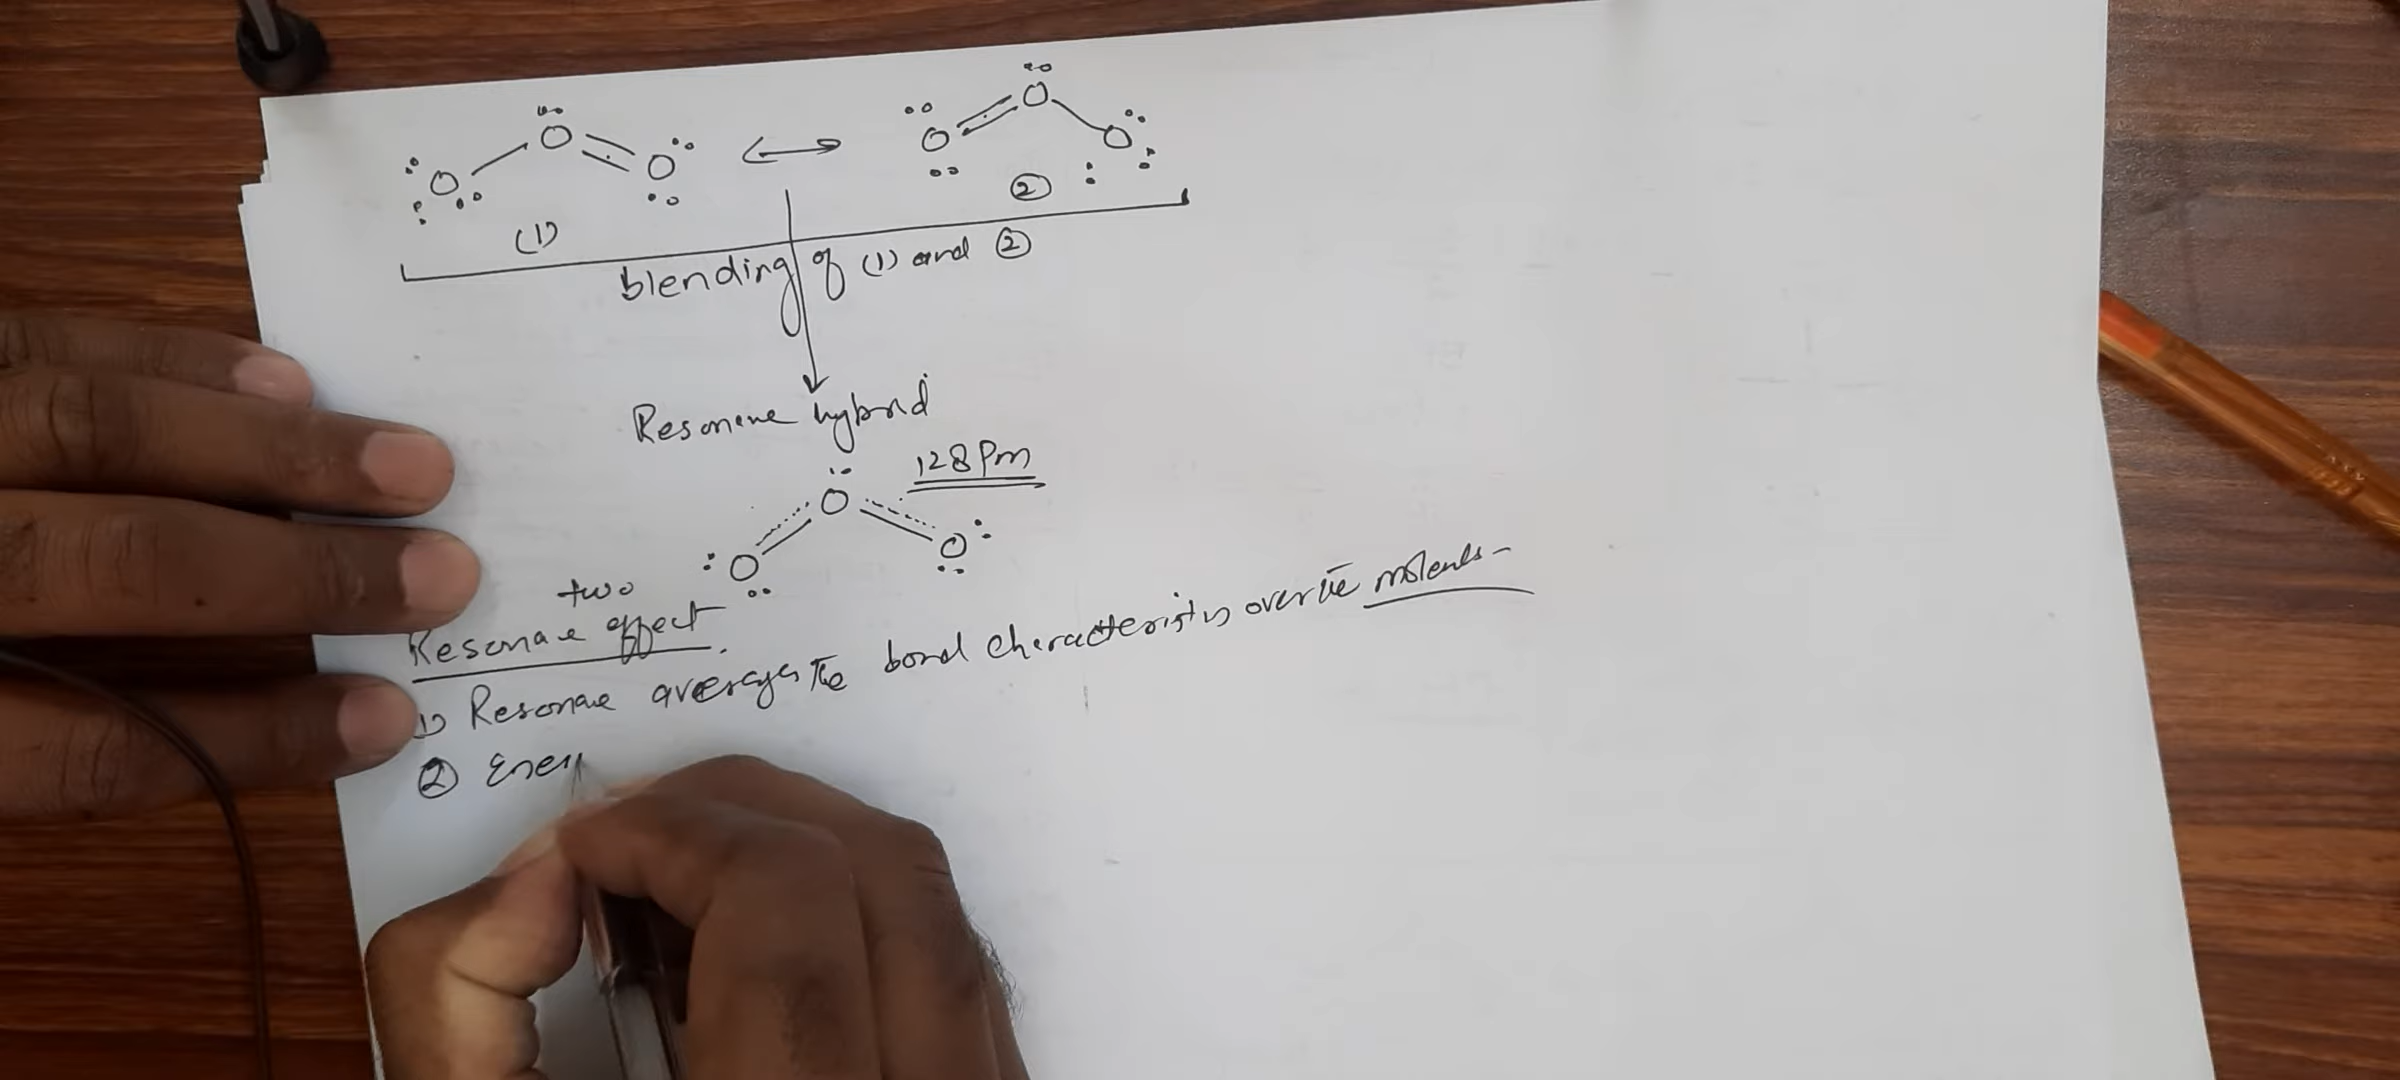 O O O O O O
(1) ②
blending of (1) and ②
Resonance hybrid
128 Pm
O O O
two
Resonance effect.
1) Resonance averages the bond characteristics over the molecules-
② Ener